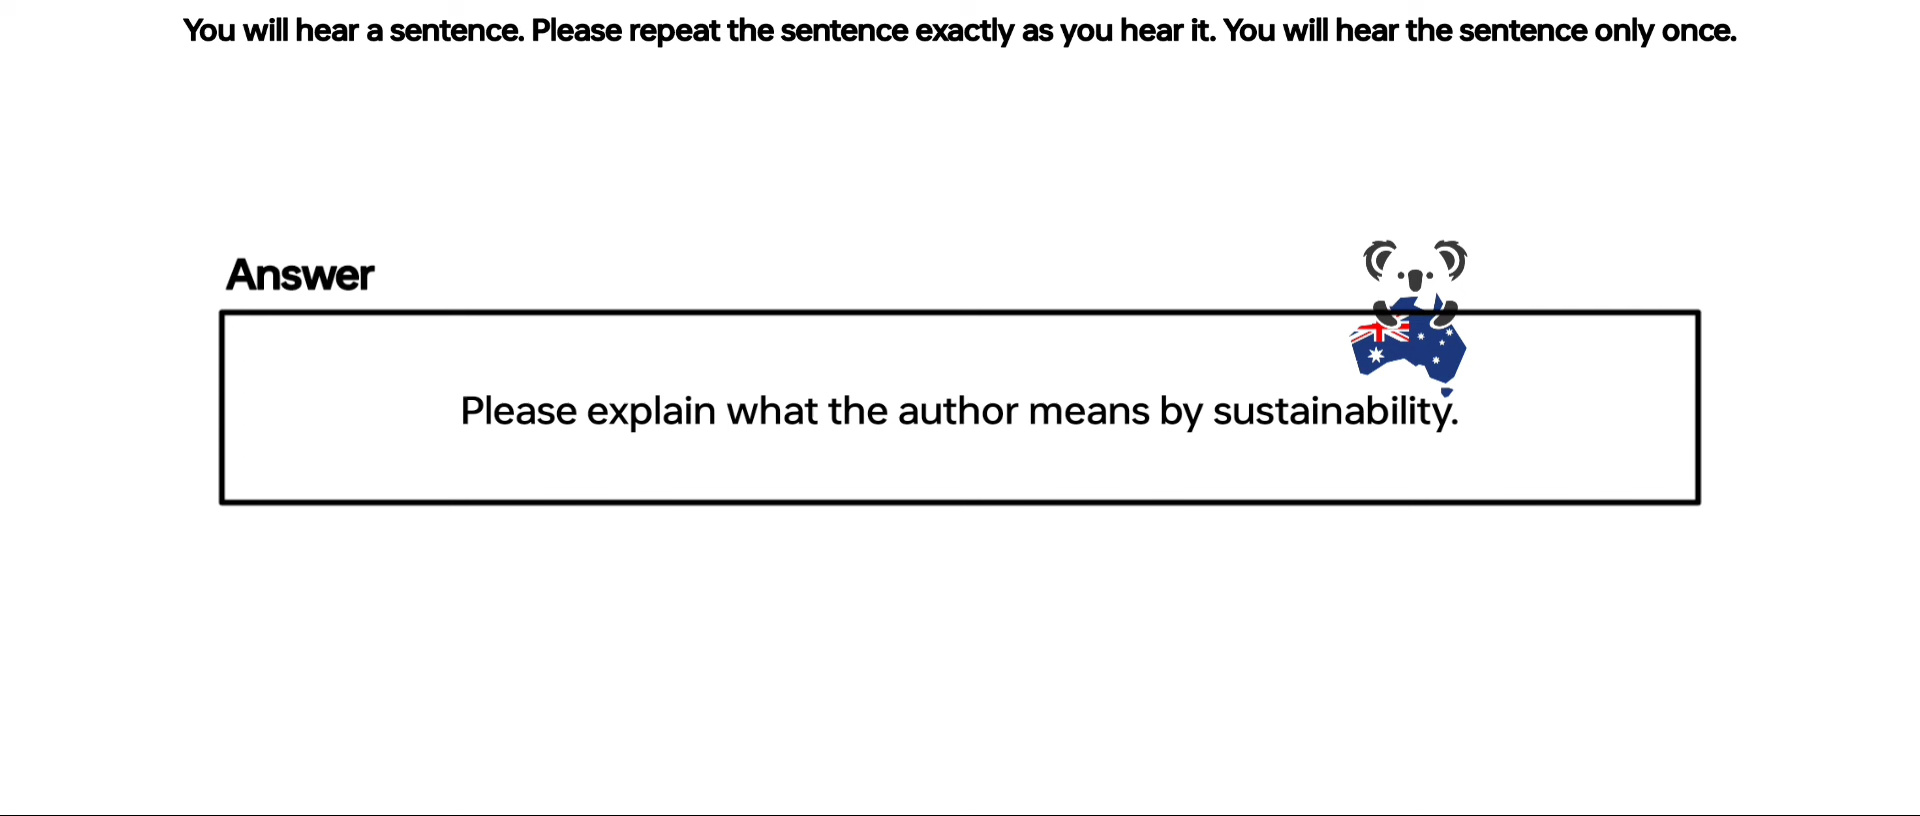 You will hear a sentence. Please repeat the sentence exactly as you hear it. You will hear the sentence only once.
Answer
Please explain what the author means by sustainability.